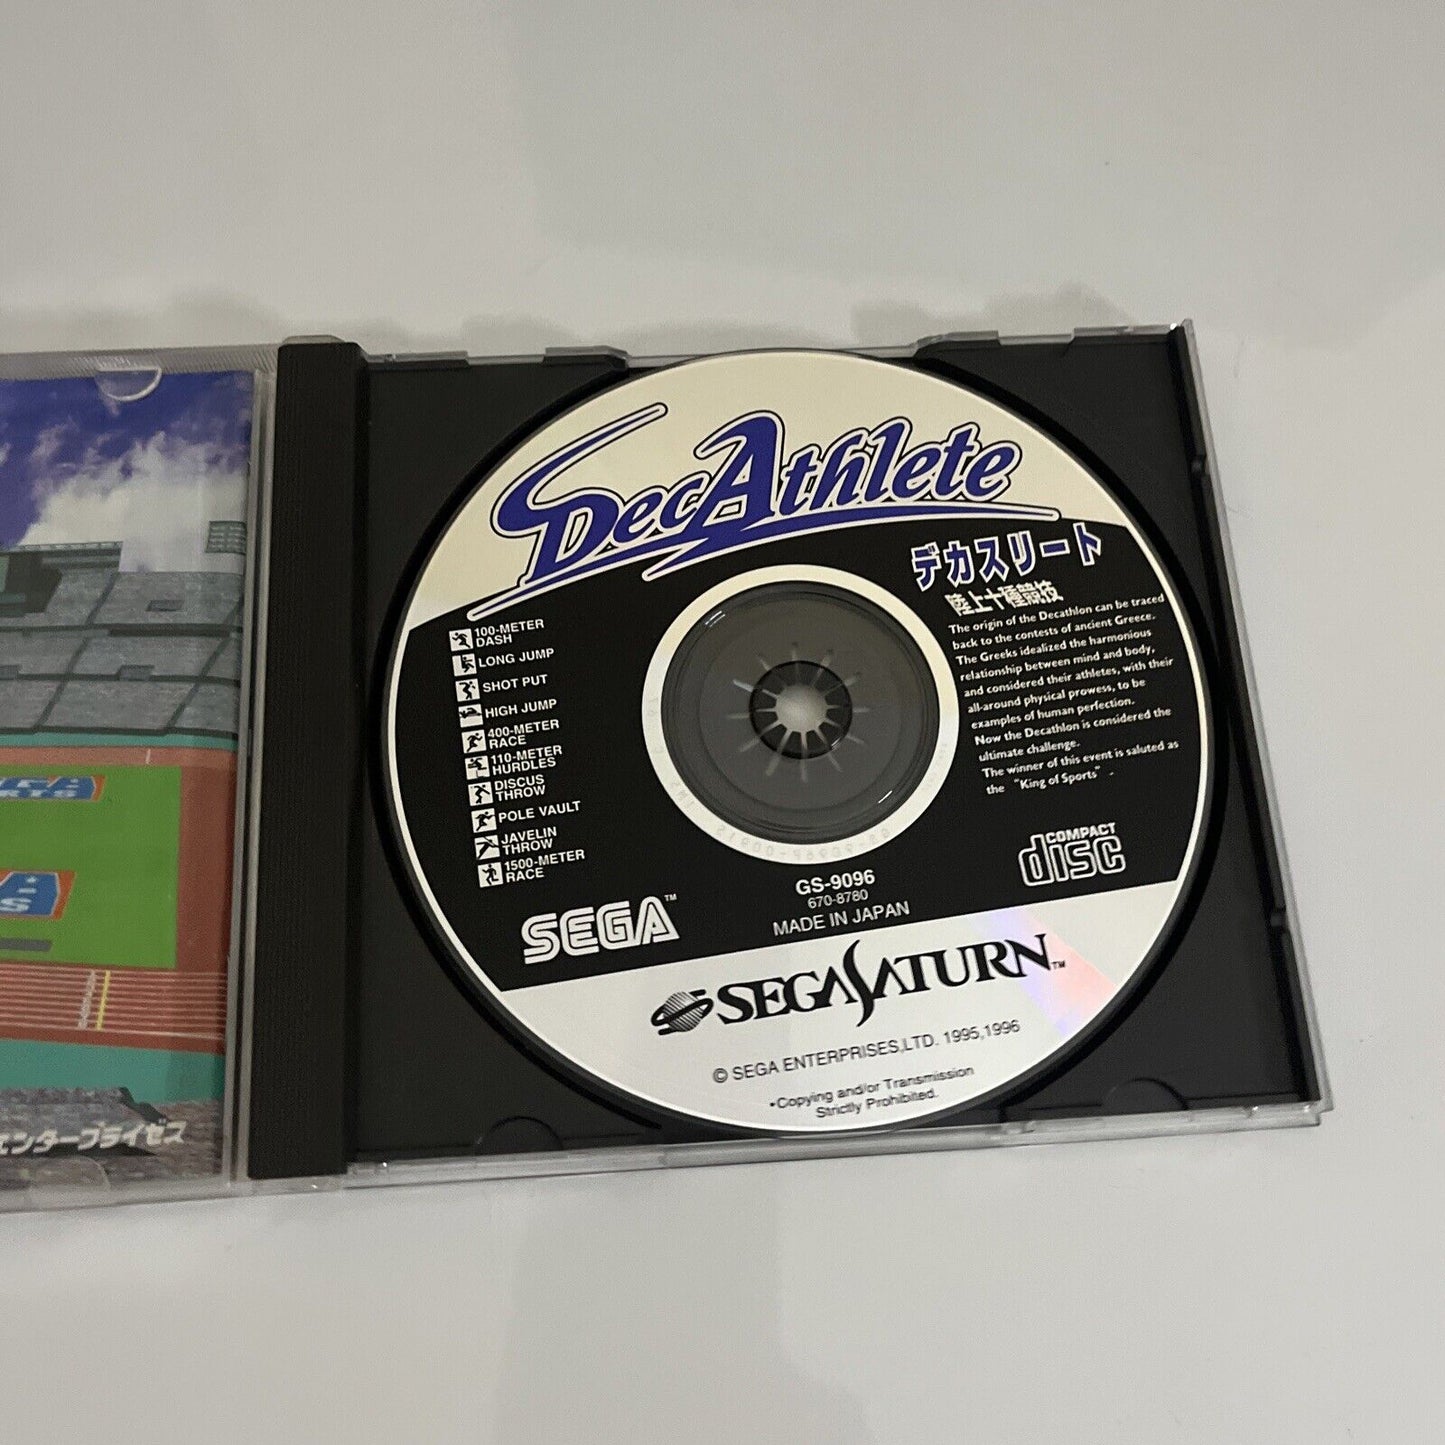 DecAthlete
デカスリート
陸上十種競技
The origin of the Decathlon can be traced
back to the contests of ancient Greece.
The Greeks idealized the harmonious
relationship between mind and body,
and considered their athletes, with their
all-around physical prowess, to be
examples of human perfection.
Now the Decathlon is considered the
ultimate challenge.
The winner of this event is saluted as
the "King of Sports".
100-METER
DASH
LONG JUMP
SHOT PUT
HIGH JUMP
400-METER
RACE
110-METER
HURDLES
DISCUS
THROW
POLE VAULT
JAVELIN
THROW
1500-METER
RACE
COMPACT
disc
GS-9096
670-8780
MADE IN JAPAN
SEGA™
SEGA SATURN™
© SEGA ENTERPRISES,LTD. 1995,1996
•Copying and/or Transmission
Strictly Prohibited.
エンタープライゼス